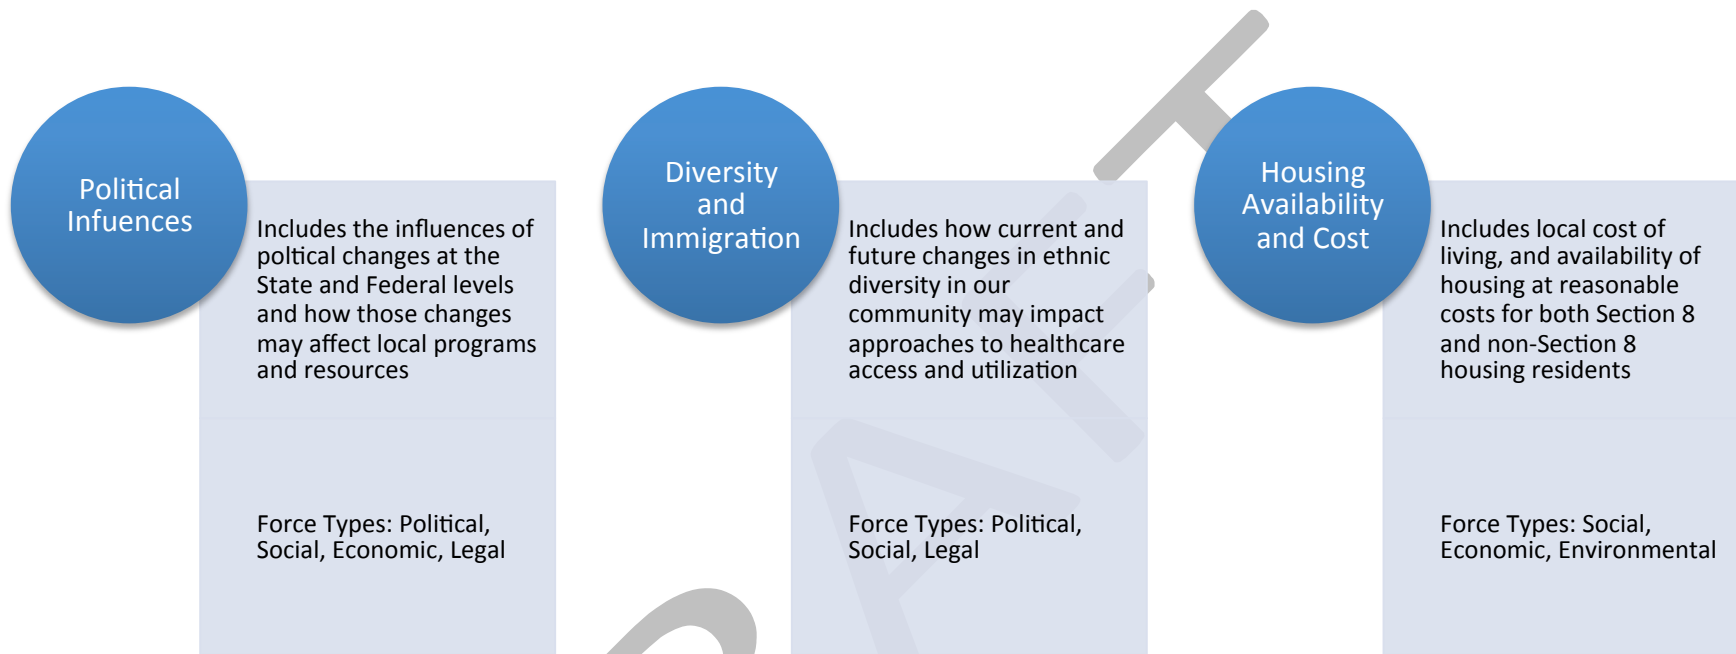 Political
Infuences
Includes the influences of
poltical changes at the
State and Federal levels
and how those changes
may affect local programs
and resources
Force Types: Political,
Social, Economic, Legal
Diversity
and
Immigration
Includes how current and
future changes in ethnic
diversity in our
community may impact
approaches to healthcare
access and utilization
Force Types: Political,
Social, Legal
Housing
Availability
and Cost
Includes local cost of
living, and availability of
housing at reasonable
costs for both Section 8
and non-Section 8
housing residents
Force Types: Social,
Economic, Environmental
RAFT